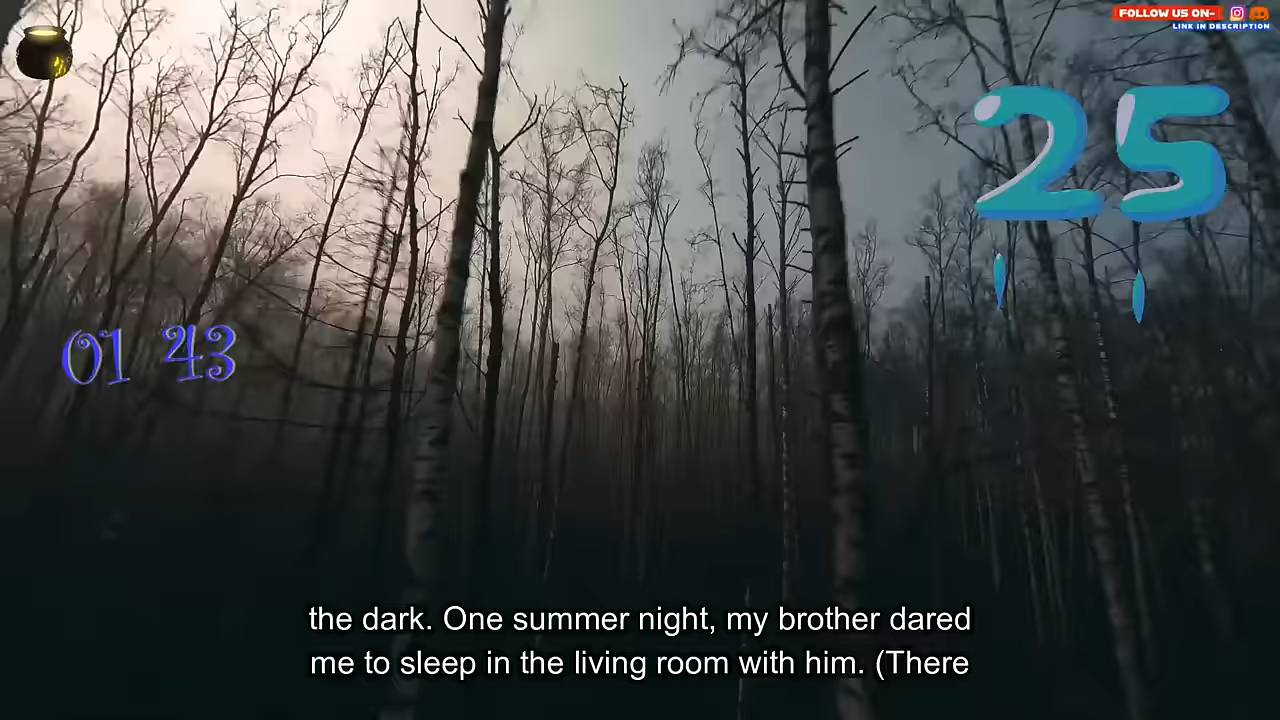 FOLLOW US ON-
LINK IN DESCRIPTION
25
01 43
the dark. One summer night, my brother dared
me to sleep in the living room with him. (There